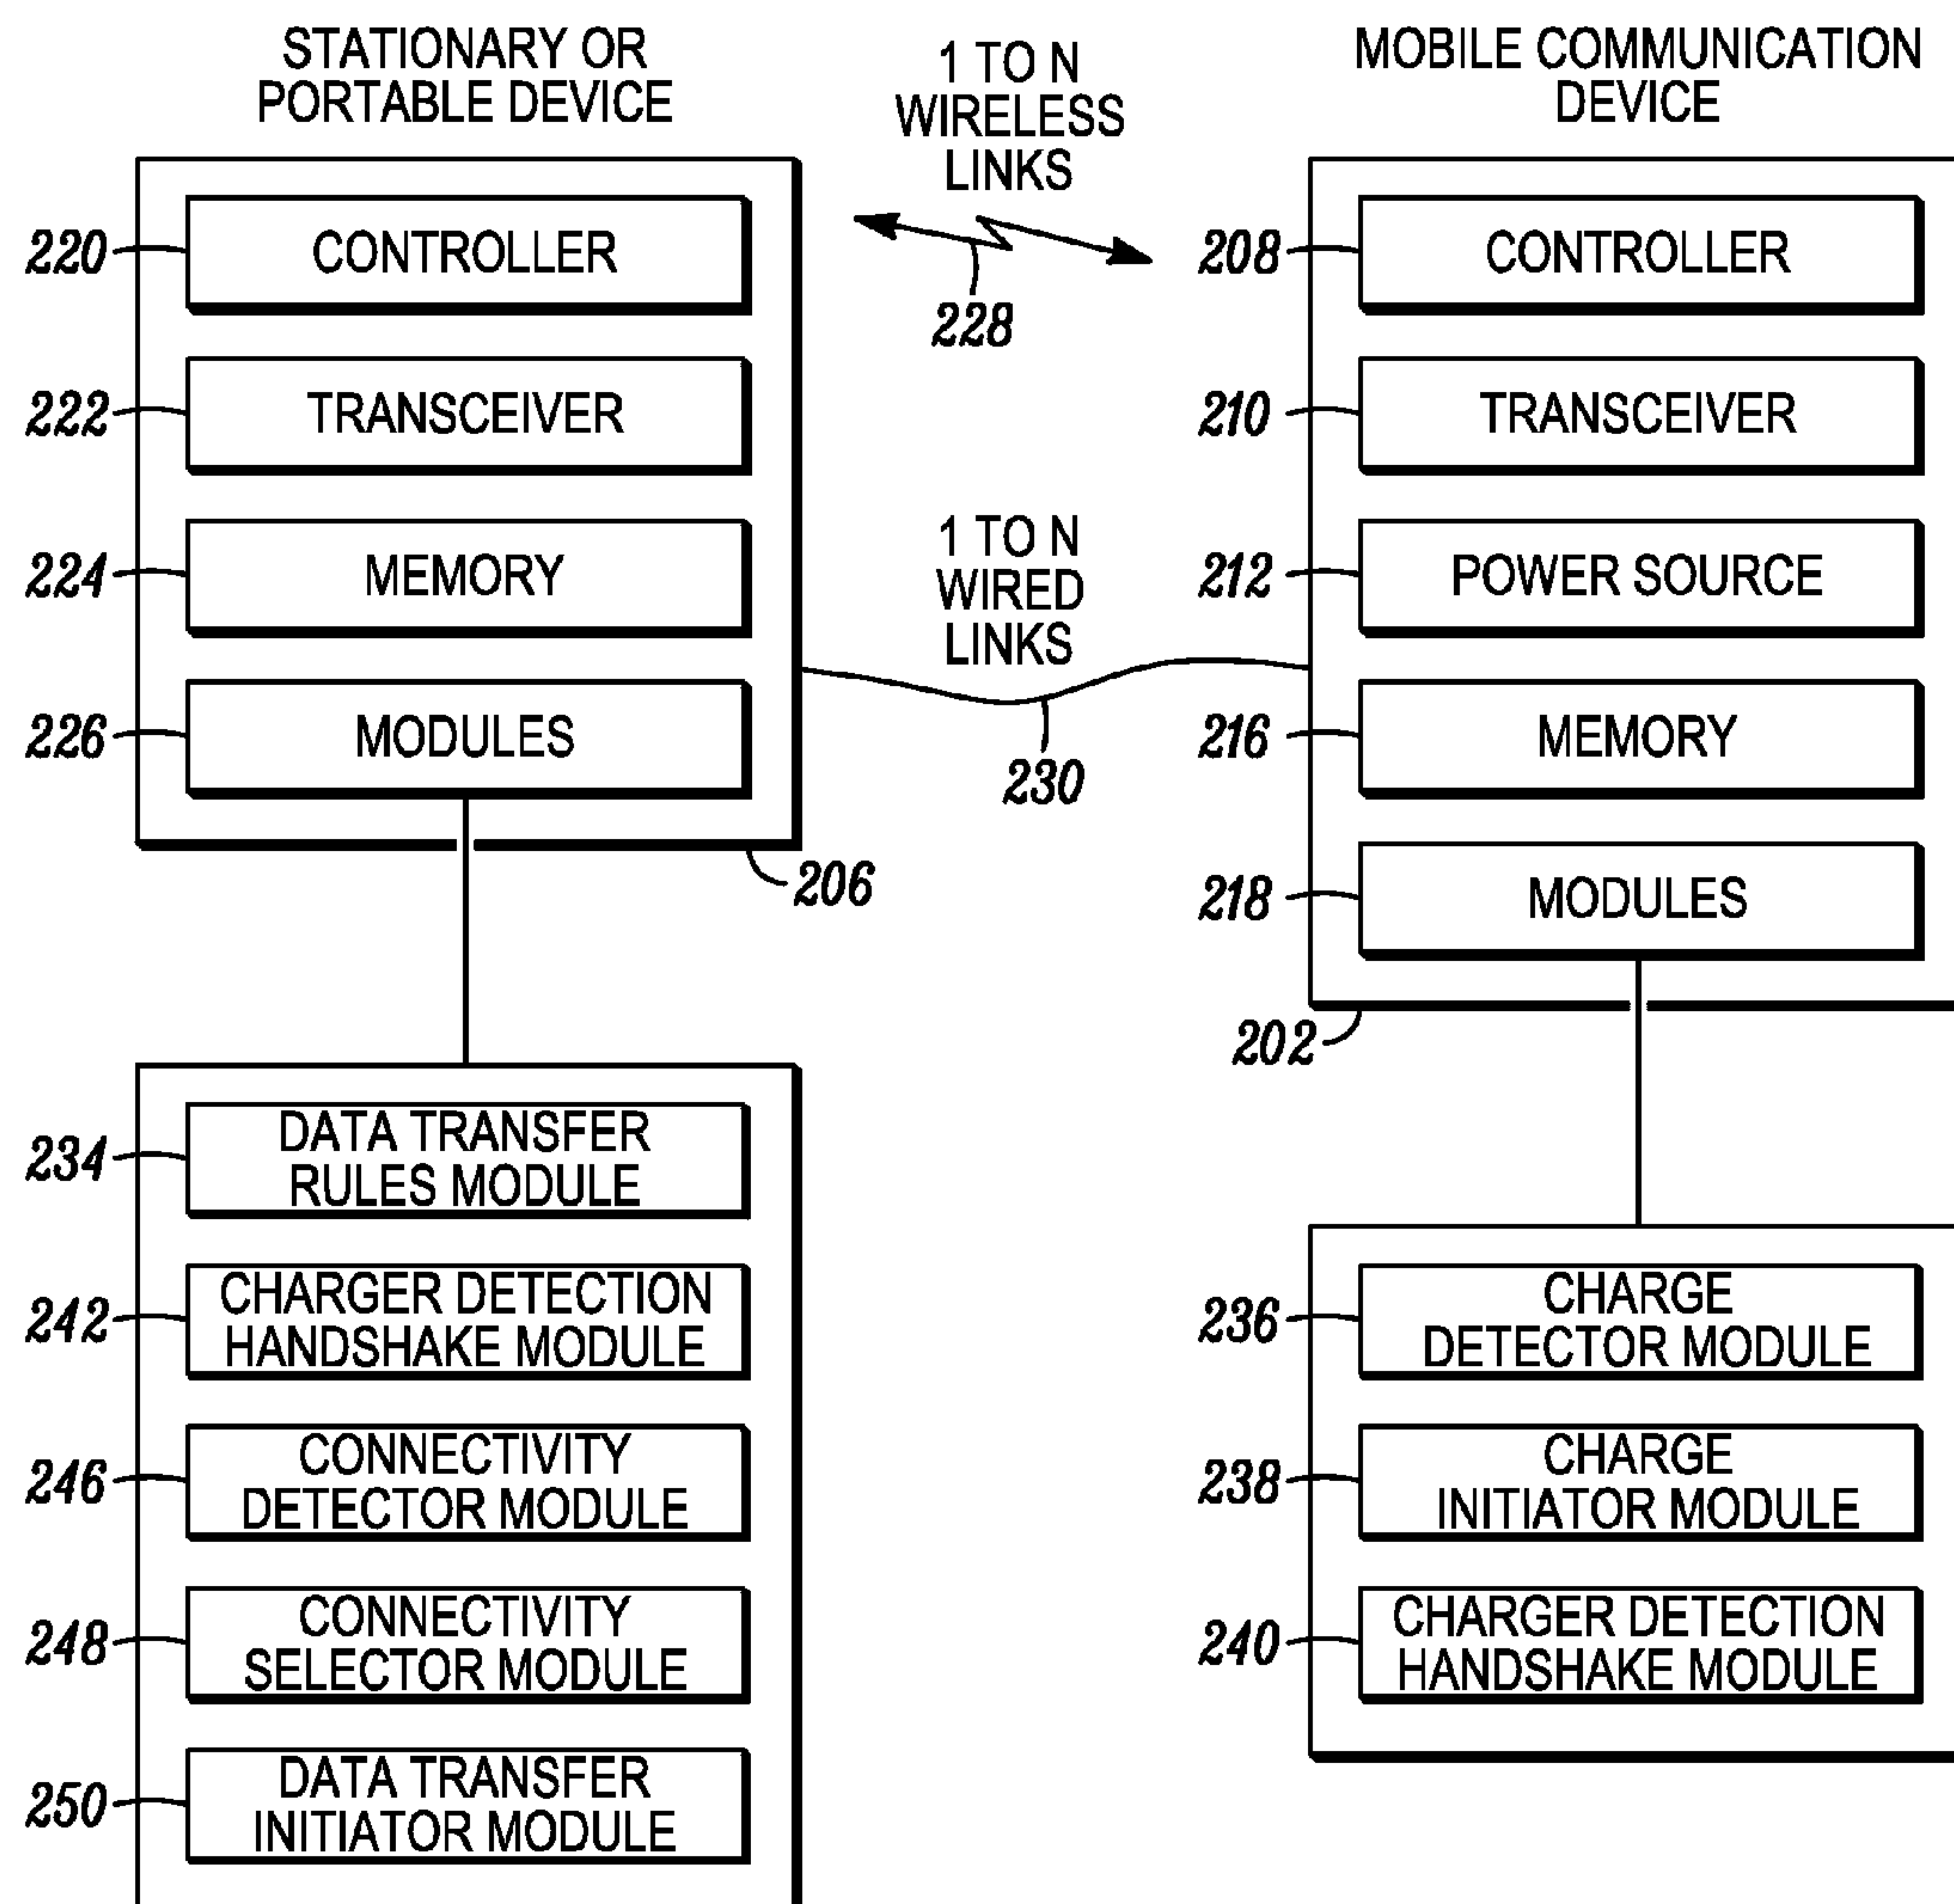 STATIONARY OR
PORTABLE DEVICE
220
CONTROLLER
222
TRANSCEIVER
224
MEMORY
226
MODULES
206
1 TO N
WIRELESS
LINKS
228
1 TO N
WIRED
LINKS
230
MOBILE COMMUNICATION
DEVICE
208
CONTROLLER
210
TRANSCEIVER
212
POWER SOURCE
216
MEMORY
218
MODULES
202
234
DATA TRANSFER
RULES MODULE
242
CHARGER DETECTION
HANDSHAKE MODULE
246
CONNECTIVITY
DETECTOR MODULE
248
CONNECTIVITY
SELECTOR MODULE
250
DATA TRANSFER
INITIATOR MODULE
236
CHARGE
DETECTOR MODULE
238
CHARGE
INITIATOR MODULE
240
CHARGER DETECTION
HANDSHAKE MODULE